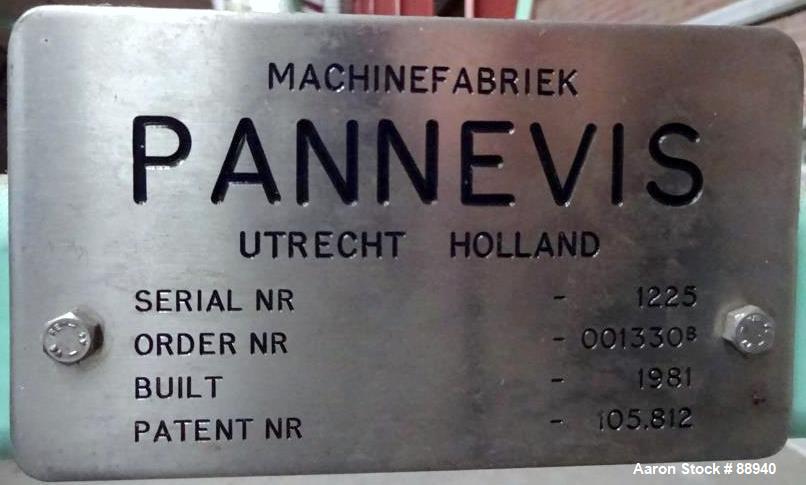 MACHINEFABRIEK
PANNEVIS
UTRECHT HOLLAND
SERIAL NR - 1225
ORDER NR - 001330B
BUILT - 1981
PATENT NR - 105.812
Aaron Stock # 88940